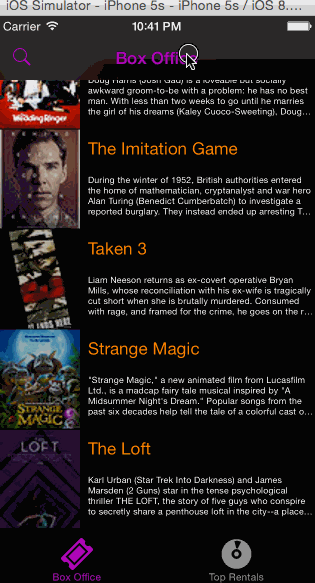 iOS Simulator - iPhone 5s - iPhone 5s / iOS 8....
Carrier 10:41 PM
Box Office
Doug Harris (Josh Gad) is a loveable but socially
awkward groom-to-be with a problem: he has no best
man. With less than two weeks to go until he marries
the girl of his dreams (Kaley Cuoco-Sweeting), Doug...
Wedding Ringer
The Imitation Game
During the winter of 1952, British authorities entered
the home of mathematician, cryptanalyst and war hero
Alan Turing (Benedict Cumberbatch) to investigate a
reported burglary. They instead ended up arresting T...
Taken 3
Liam Neeson returns as ex-covert operative Bryan
Mills, whose reconciliation with his ex-wife is tragically
cut short when she is brutally murdered. Consumed
with rage, and framed for the crime, he goes on the r...
Strange Magic
"Strange Magic," a new animated film from Lucasfilm
Ltd., is a madcap fairy tale musical inspired by "A
Midsummer Night's Dream." Popular songs from the
past six decades help tell the tale of a colorful cast o...
STRANGE
MAGIC
The Loft
Karl Urban (Star Trek Into Darkness) and James
Marsden (2 Guns) star in the tense psychological
thriller THE LOFT, the story of five guys who conspire
to secretly share a penthouse loft in the city--a place...
THE
LOFT
Box Office
Top Rentals